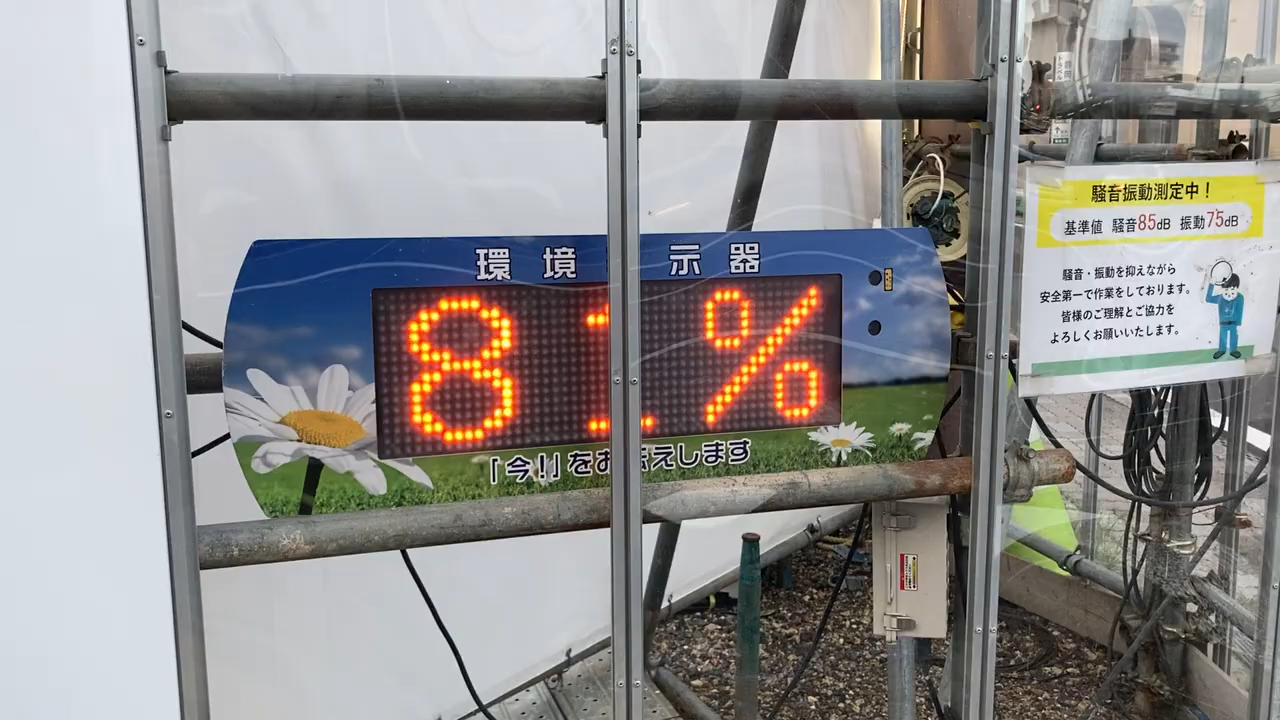 環境 示器
81%
「今!!」をお伝えします
騒音振動測定中！
基準値 騒音85dB 振動75dB
騒音・振動を抑えながら
安全第一で作業をしております。
皆様のご理解とご協力を
よろしくお願いいたします。